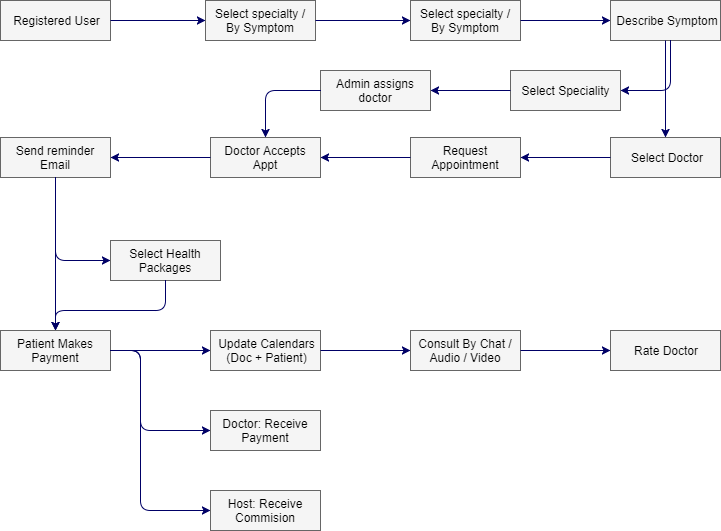 Registered User
Select specialty /
By Symptom
Select specialty /
By Symptom
Describe Symptom
Admin assigns
doctor
Select Speciality
Send reminder
Email
Doctor Accepts
Appt
Request
Appointment
Select Doctor
Select Health
Packages
Patient Makes
Payment
Update Calendars
(Doc + Patient)
Consult By Chat /
Audio / Video
Rate Doctor
Doctor: Receive
Payment
Host: Receive
Commision